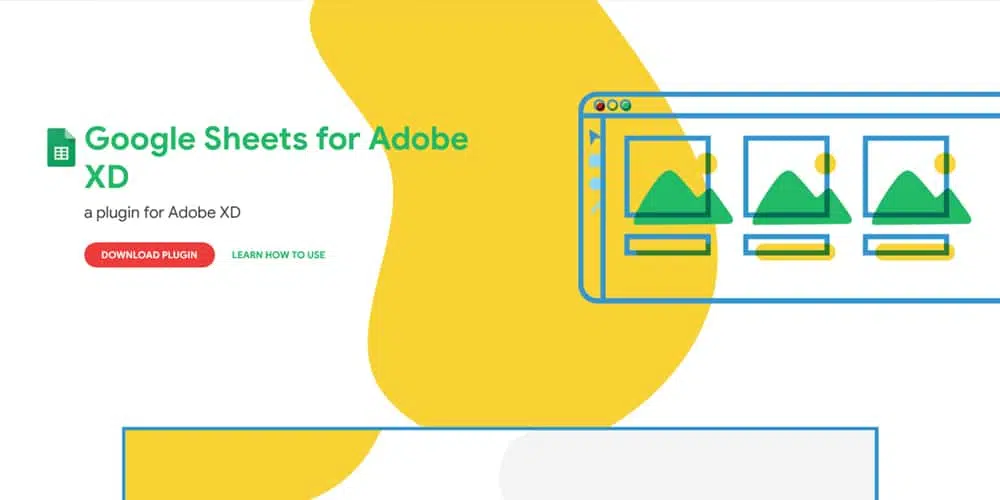 Google Sheets for Adobe
XD
a plugin for Adobe XD
DOWNLOAD PLUGIN
LEARN HOW TO USE